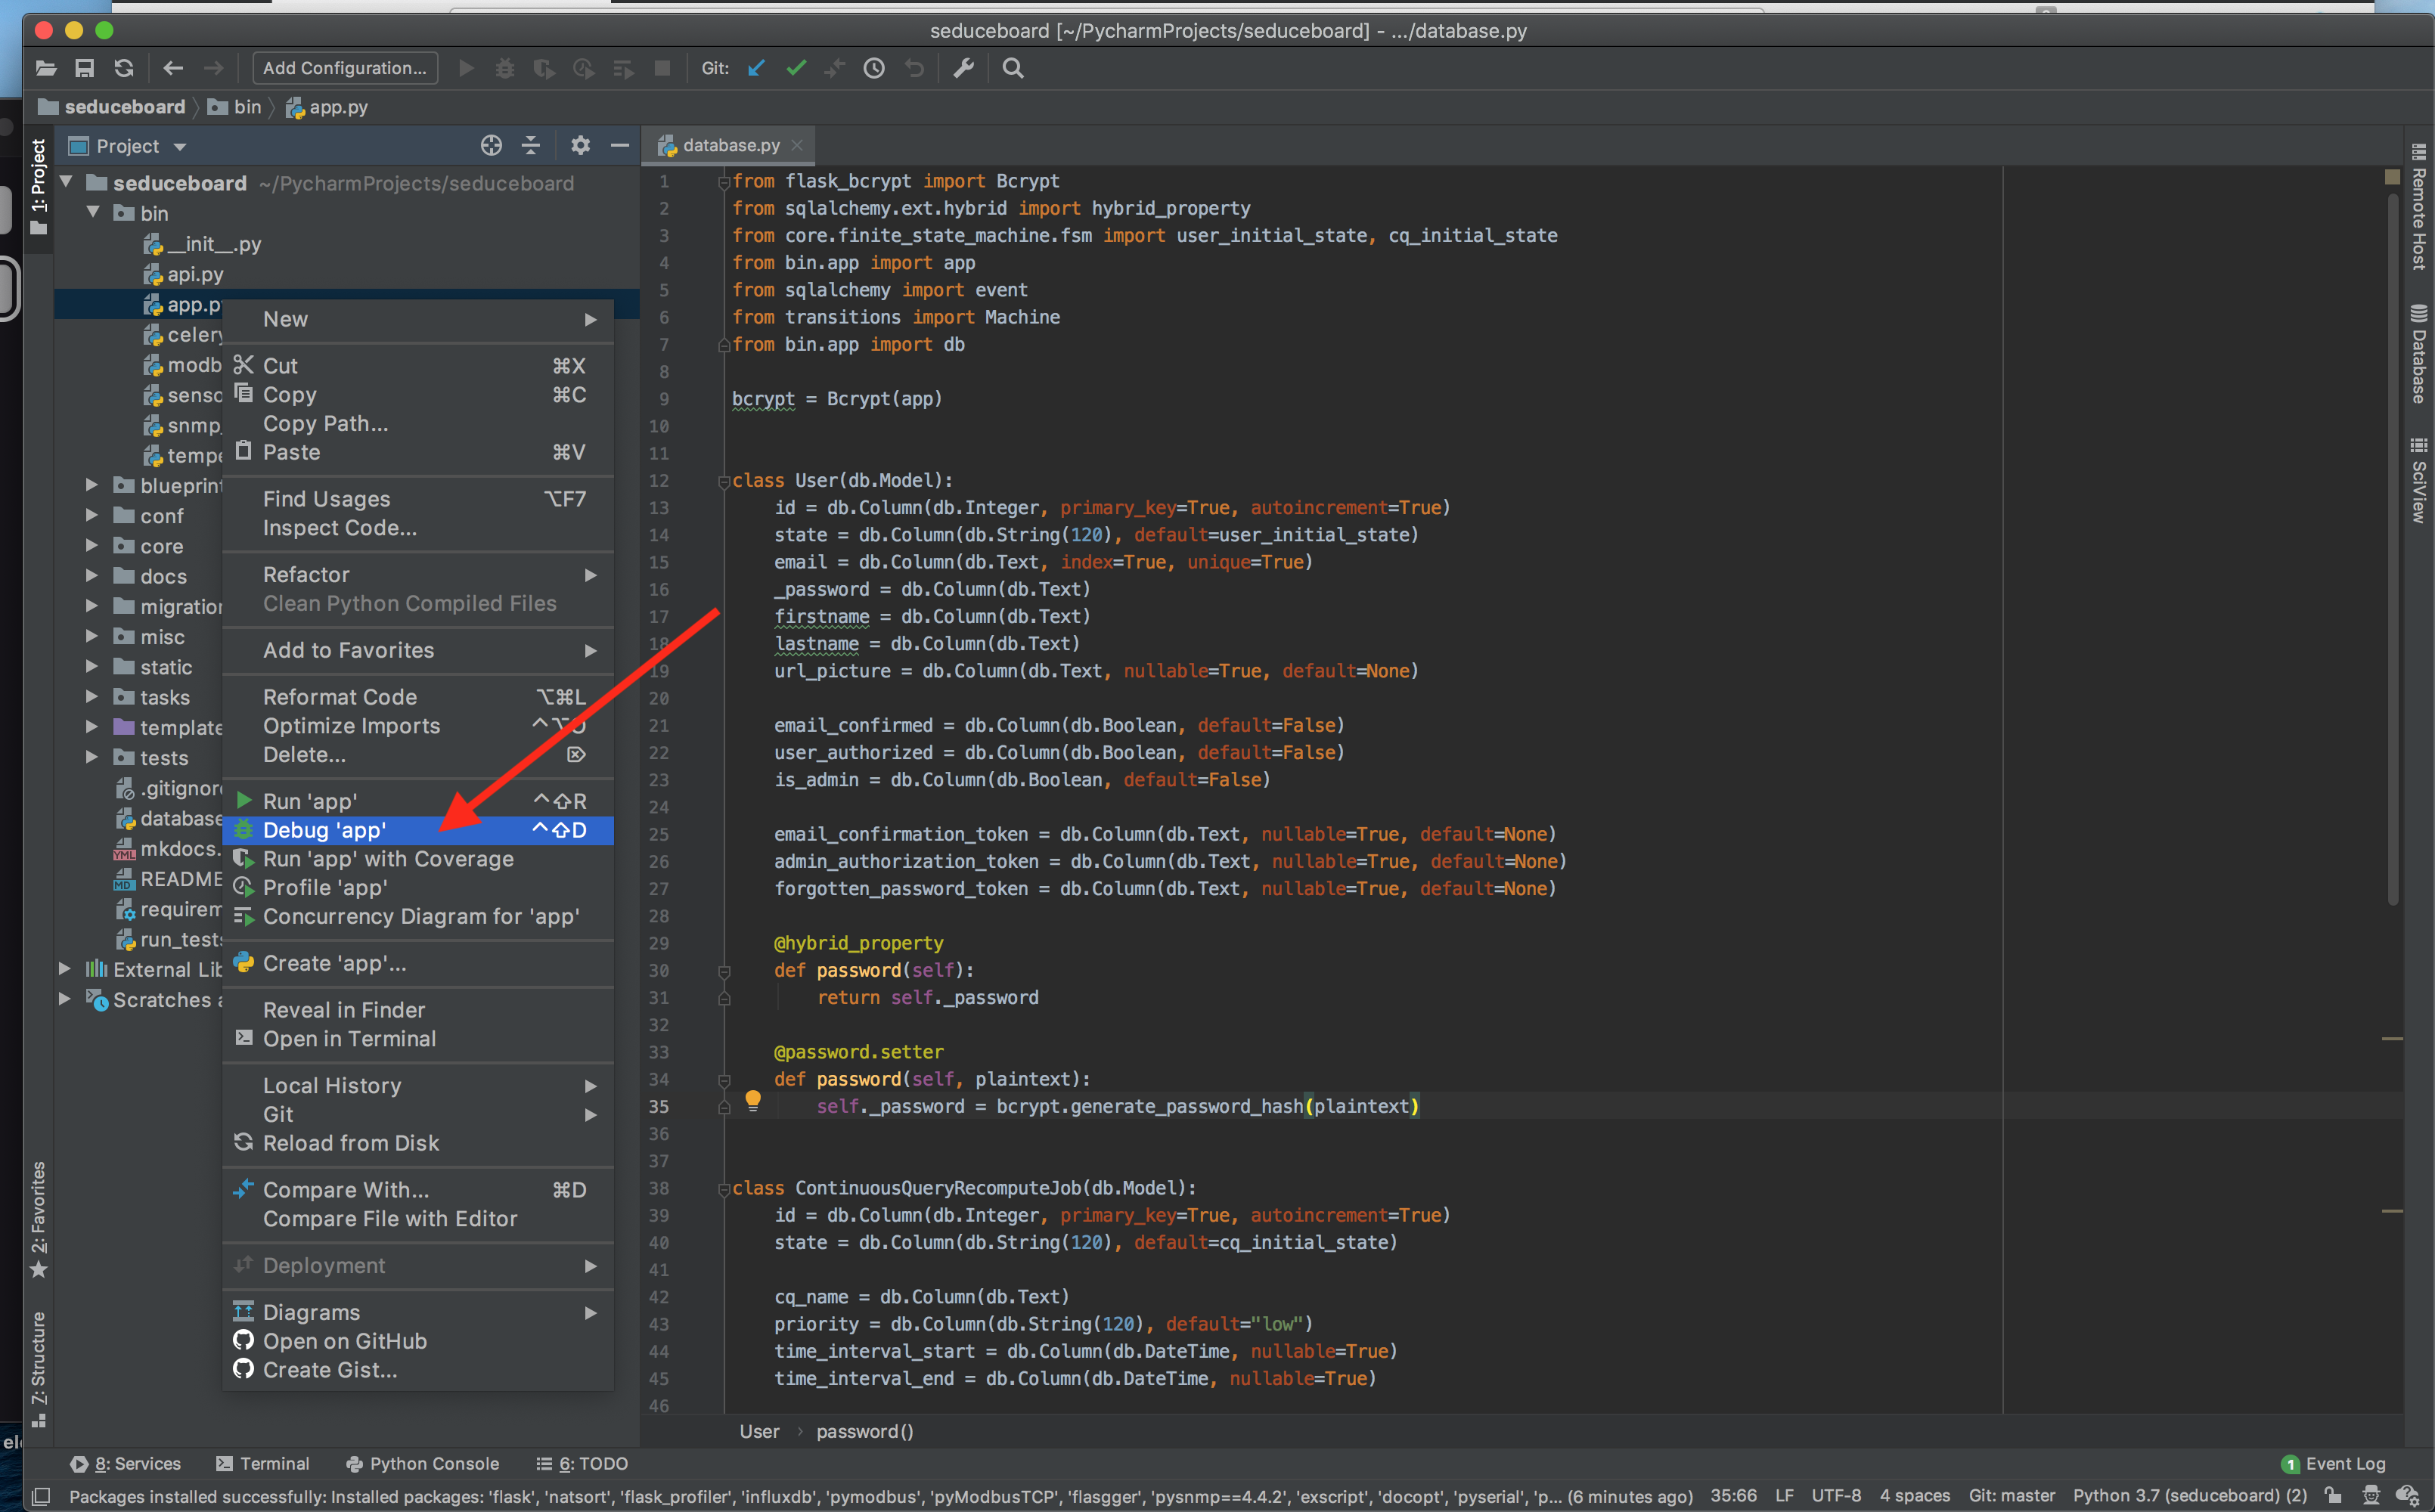 seduceboard [~/PycharmProjects/seduceboard] - .../database.py
Add Configuration... Git:
seduceboard bin app.py
1: Project
Project
seduceboard ~/PycharmProjects/seduceboard
bin
__init__.py
api.py
app.p
celery
modb
senso
snmp_
tempe
blueprint
conf
core
docs
migration
misc
static
tasks
template
tests
.gitignore
database
mkdocs.
README
requirem
run_tests
External Lib
Scratches a
New
Cut ⌘X
Copy ⌘C
Copy Path...
Paste ⌘V
Find Usages ⌥F7
Inspect Code...
Refactor
Clean Python Compiled Files
Add to Favorites
Reformat Code ⌥⌘L
Optimize Imports ^⌥O
Delete... ⌦
Run 'app' ^⇧R
Debug 'app' ^⇧D
Run 'app' with Coverage
Profile 'app'
Concurrency Diagram for 'app'
Create 'app'...
Reveal in Finder
Open in Terminal
Local History
Git
Reload from Disk
Compare With... ⌘D
Compare File with Editor
Deployment
Diagrams
Open on GitHub
Create Gist...
2: Favorites
7: Structure
database.py
1 from flask_bcrypt import Bcrypt
2 from sqlalchemy.ext.hybrid import hybrid_property
3 from core.finite_state_machine.fsm import user_initial_state, cq_initial_state
4 from bin.app import app
5 from sqlalchemy import event
6 from transitions import Machine
7 from bin.app import db
8
9 bcrypt = Bcrypt(app)
10
11
12 class User(db.Model):
13 id = db.Column(db.Integer, primary_key=True, autoincrement=True)
14 state = db.Column(db.String(120), default=user_initial_state)
15 email = db.Column(db.Text, index=True, unique=True)
16 _password = db.Column(db.Text)
17 firstname = db.Column(db.Text)
18 lastname = db.Column(db.Text)
19 url_picture = db.Column(db.Text, nullable=True, default=None)
20
21 email_confirmed = db.Column(db.Boolean, default=False)
22 user_authorized = db.Column(db.Boolean, default=False)
23 is_admin = db.Column(db.Boolean, default=False)
24
25 email_confirmation_token = db.Column(db.Text, nullable=True, default=None)
26 admin_authorization_token = db.Column(db.Text, nullable=True, default=None)
27 forgotten_password_token = db.Column(db.Text, nullable=True, default=None)
28
29 @hybrid_property
30 def password(self):
31 return self._password
32
33 @password.setter
34 def password(self, plaintext):
35 self._password = bcrypt.generate_password_hash(plaintext)
36
37
38 class ContinuousQueryRecomputeJob(db.Model):
39 id = db.Column(db.Integer, primary_key=True, autoincrement=True)
40 state = db.Column(db.String(120), default=cq_initial_state)
41
42 cq_name = db.Column(db.Text)
43 priority = db.Column(db.String(120), default="low")
44 time_interval_start = db.Column(db.DateTime, nullable=True)
45 time_interval_end = db.Column(db.DateTime, nullable=True)
46
User › password()
Remote Host
Database
SciView
8: Services Terminal Python Console 6: TODO 1 Event Log
Packages installed successfully: Installed packages: 'flask', 'natsort', 'flask_profiler', 'influxdb', 'pymodbus', 'pyModbusTCP', 'flasgger', 'pysnmp==4.4.2', 'exscript', 'docopt', 'pyserial', 'p... (6 minutes ago) 35:66 LF UTF-8 4 spaces Git: master Python 3.7 (seduceboard) (2)